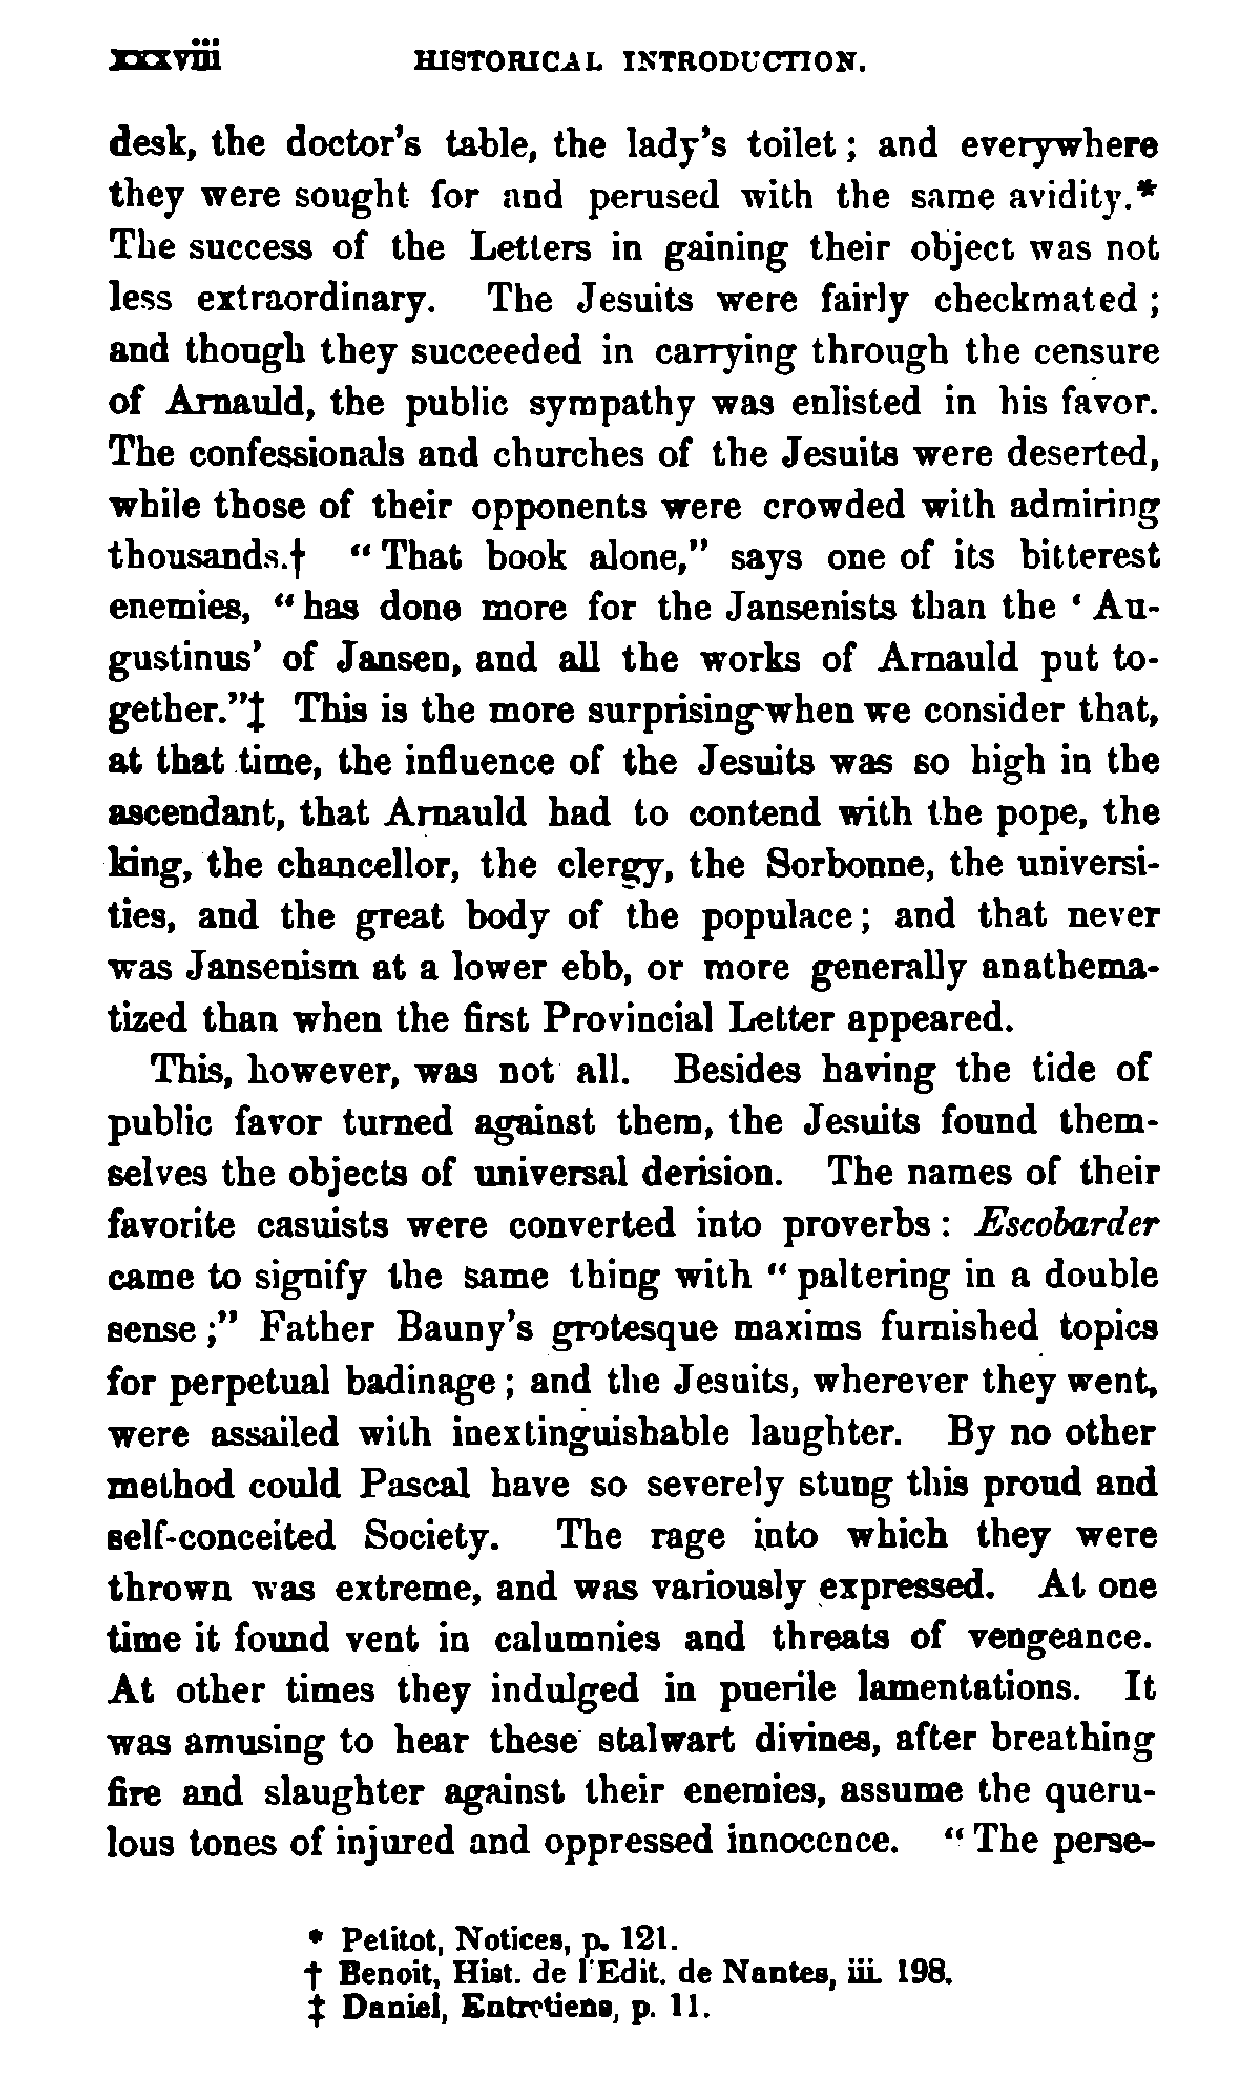 xxxviii HISTORICAL INTRODUCTION.
desk, the doctor's table, the lady's toilet ; and everywhere
they were sought for and perused with the same avidity.*
The success of the Letters in gaining their object was not
less extraordinary. The Jesuits were fairly checkmated ;
and though they succeeded in carrying through the censure
of Arnauld, the public sympathy was enlisted in his favor.
The confessionals and churches of the Jesuits were deserted,
while those of their opponents were crowded with admiring
thousands.† “ That book alone,” says one of its bitterest
enemies, “ has done more for the Jansenists than the ‘ Au-
gustinus’ of Jansen, and all the works of Arnauld put to-
gether.”‡ This is the more surprising when we consider that,
at that time, the influence of the Jesuits was so high in the
ascendant, that Arnauld had to contend with the pope, the
king, the chancellor, the clergy, the Sorbonne, the universi-
ties, and the great body of the populace ; and that never
was Jansenism at a lower ebb, or more generally anathema-
tized than when the first Provincial Letter appeared.
This, however, was not all. Besides having the tide of
public favor turned against them, the Jesuits found them-
selves the objects of universal derision. The names of their
favorite casuists were converted into proverbs : Escobarder
came to signify the same thing with “ paltering in a double
sense ;” Father Bauny's grotesque maxims furnished topics
for perpetual badinage ; and the Jesuits, wherever they went,
were assailed with inextinguishable laughter. By no other
method could Pascal have so severely stung this proud and
self-conceited Society. The rage into which they were
thrown was extreme, and was variously expressed. At one
time it found vent in calumnies and threats of vengeance.
At other times they indulged in puerile lamentations. It
was amusing to hear these stalwart divines, after breathing
fire and slaughter against their enemies, assume the queru-
lous tones of injured and oppressed innocence. “ The perse-
* Petitot, Notices, p. 121.
† Benoit, Hist. de l'Edit. de Nantes, iii. 198.
‡ Daniel, Entretiens, p. 11.